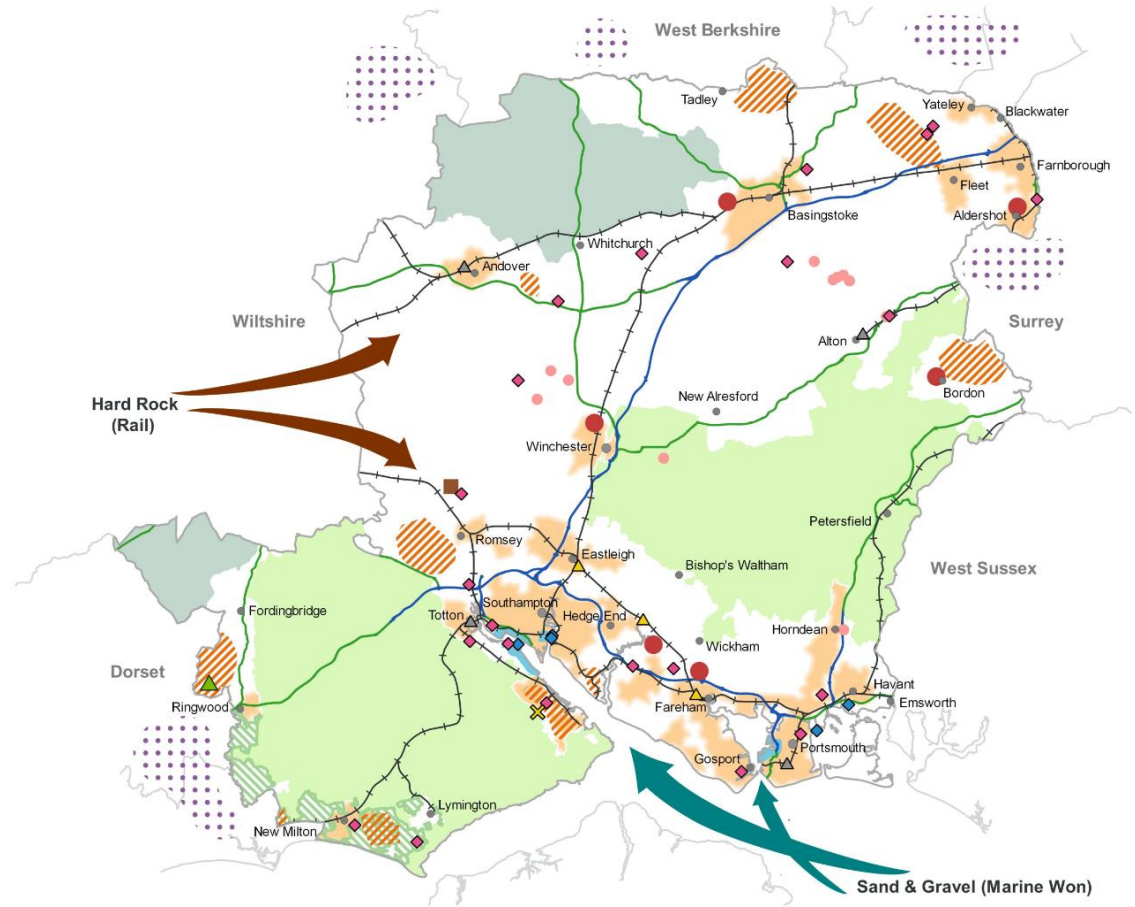 West Berkshire
Tadley
Yateley
Blackwater
Farnborough
Fleet
Basingstoke
Aldershot
Whitchurch
Andover
Wiltshire
Surrey
Alton
Bordon
Hard Rock
(Rail)
New Alresford
Winchester
Petersfield
Romsey
Eastleigh
Bishop's Waltham
West Sussex
Fordingbridge
Southampton
Totton
Hedge End
Horndean
Wickham
Dorset
Ringwood
Havant
Fareham
Emsworth
Portsmouth
Gosport
Lymington
New Milton
Sand & Gravel (Marine Won)